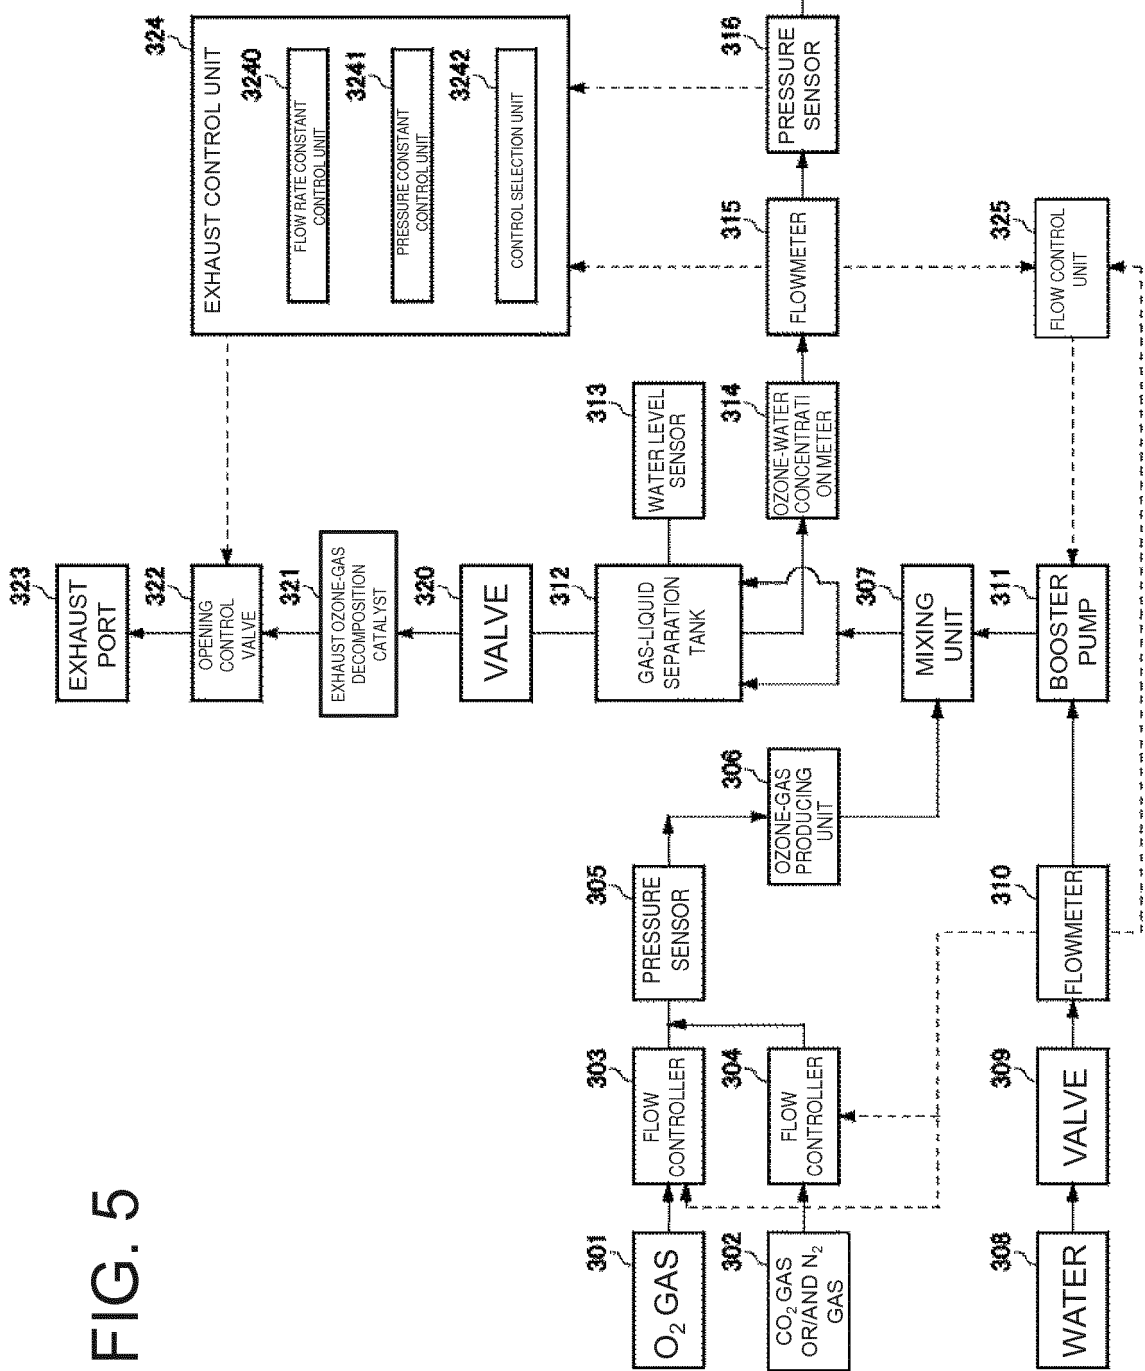 FIG. 5
301
O2 GAS
302
CO2 GAS
OR/AND N2
GAS
308
WATER
303
FLOW
CONTROLLER
304
FLOW
CONTROLLER
309
VALVE
305
PRESSURE
SENSOR
306
OZONE-GAS
PRODUCING
UNIT
310
FLOWMETER
323
EXHAUST
PORT
322
OPENING
CONTROL
VALVE
321
EXHAUST OZONE-GAS
DECOMPOSITION
CATALYST
320
VALVE
312
GAS-LIQUID
SEPARATION
TANK
307
MIXING
UNIT
311
BOOSTER
PUMP
313
WATER LEVEL
SENSOR
314
OZONE-WATER
CONCENTRATI
ON METER
324
EXHAUST CONTROL UNIT
3240
FLOW RATE CONSTANT
CONTROL UNIT
3241
PRESSURE CONSTANT
CONTROL UNIT
3242
CONTROL SELECTION UNIT
315
FLOWMETER
325
FLOW CONTROL
UNIT
316
PRESSURE
SENSOR